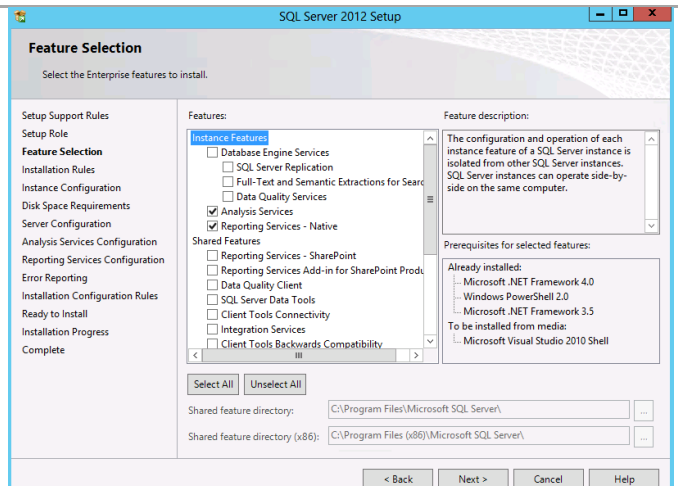 SQL Server 2012 Setup
Feature Selection
Select the Enterprise features to install.
Setup Support Rules
Setup Role
Feature Selection
Installation Rules
Instance Configuration
Disk Space Requirements
Server Configuration
Analysis Services Configuration
Reporting Services Configuration
Error Reporting
Installation Configuration Rules
Ready to Install
Installation Progress
Complete
Features:
Instance Features
Database Engine Services
SQL Server Replication
Full-Text and Semantic Extractions for Searc
Data Quality Services
Analysis Services
Reporting Services - Native
Shared Features
Reporting Services - SharePoint
Reporting Services Add-in for SharePoint Produ
Data Quality Client
SQL Server Data Tools
Client Tools Connectivity
Integration Services
Client Tools Backwards Compatibility
Feature description:
The configuration and operation of each
instance feature of a SQL Server instance is
isolated from other SQL Server instances.
SQL Server instances can operate side-by-
side on the same computer.
Prerequisites for selected features:
Already installed:
Microsoft .NET Framework 4.0
Windows PowerShell 2.0
Microsoft .NET Framework 3.5
To be installed from media:
Microsoft Visual Studio 2010 Shell
Select All
Unselect All
Shared feature directory:
C:\Program Files\Microsoft SQL Server\
...
Shared feature directory (x86):
C:\Program Files (x86)\Microsoft SQL Server\
...
< Back
Next >
Cancel
Help